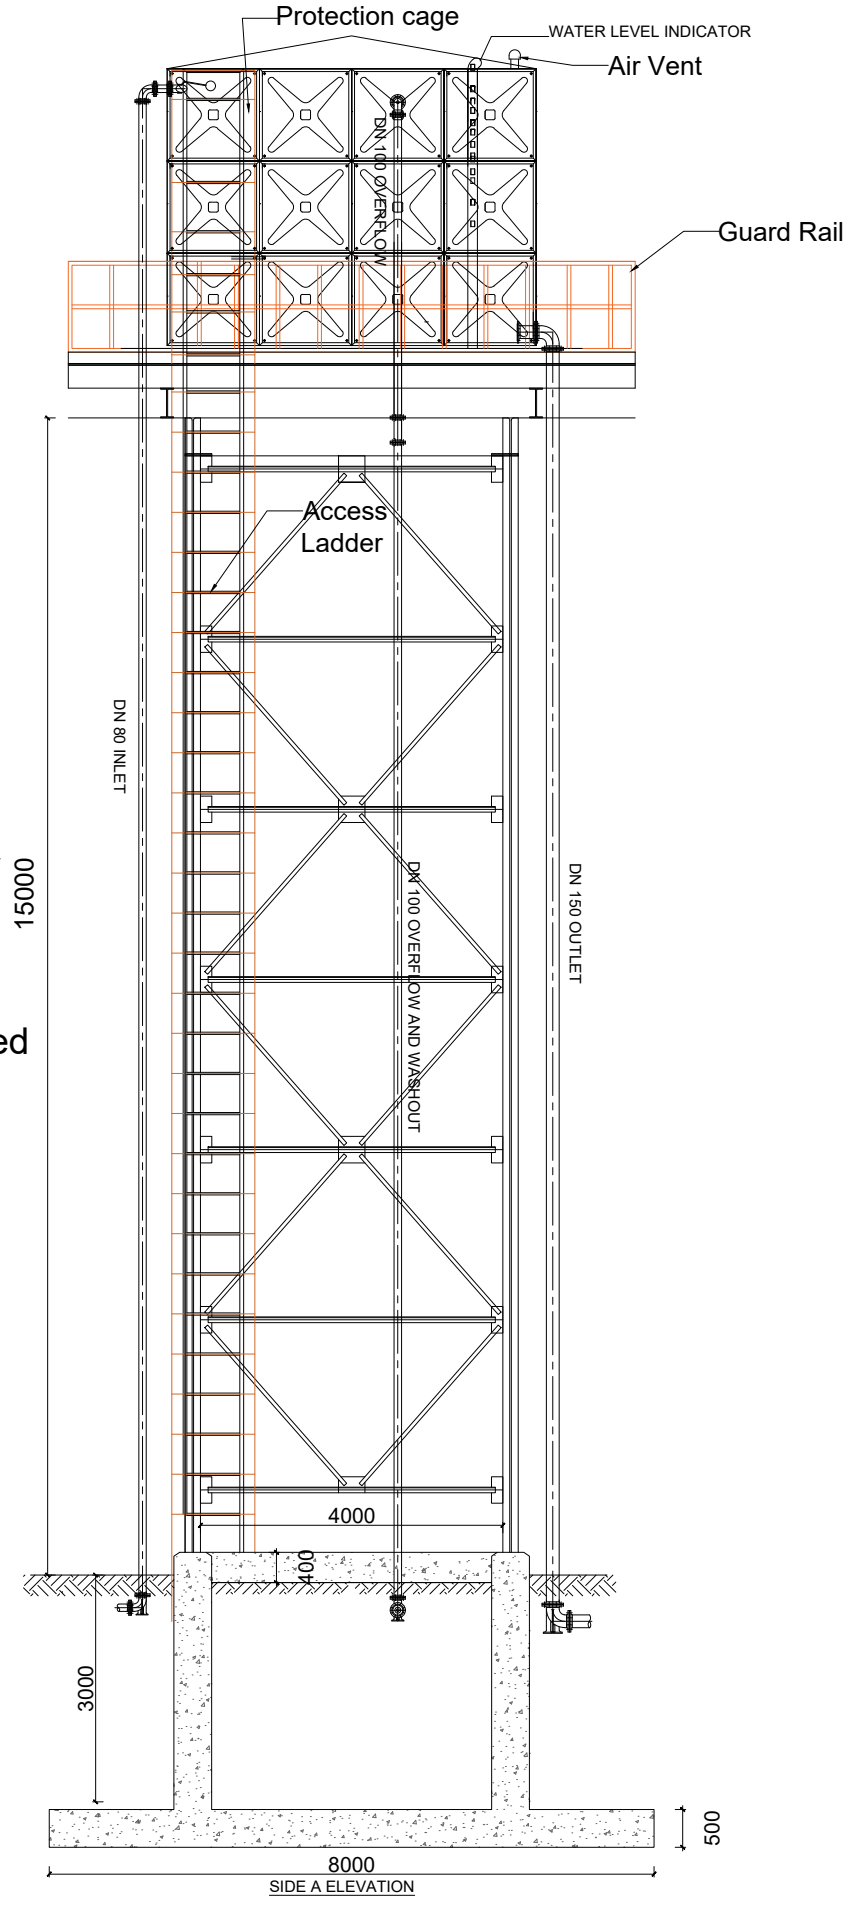 Protection cage
WATER LEVEL INDICATOR
Air Vent
DN 100 OVERFLOW
Guard Rail
Access
Ladder
DN 80 INLET
15000
DN 100 OVERFLOW AND WASHOUT
DN 150 OUTLET
ed
4000
400
3000
500
8000
SIDE A ELEVATION